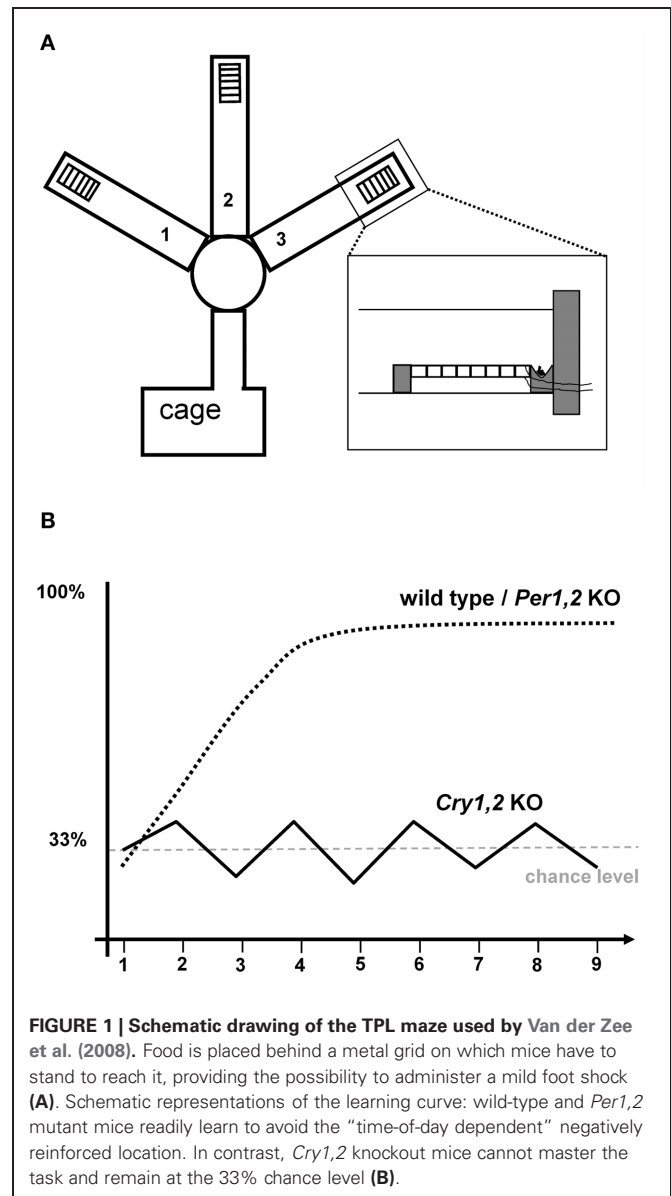 A
2
1
3
cage
B
100%
wild type / Per1,2 KO
Cry1,2 KO
33%
chance level
1 2 3 4 5 6 7 8 9
FIGURE 1 | Schematic drawing of the TPL maze used by Van der Zee
et al. (2008). Food is placed behind a metal grid on which mice have to
stand to reach it, providing the possibility to administer a mild foot shock
(A). Schematic representations of the learning curve: wild-type and Per1,2
mutant mice readily learn to avoid the “time-of-day dependent” negatively
reinforced location. In contrast, Cry1,2 knockout mice cannot master the
task and remain at the 33% chance level (B).